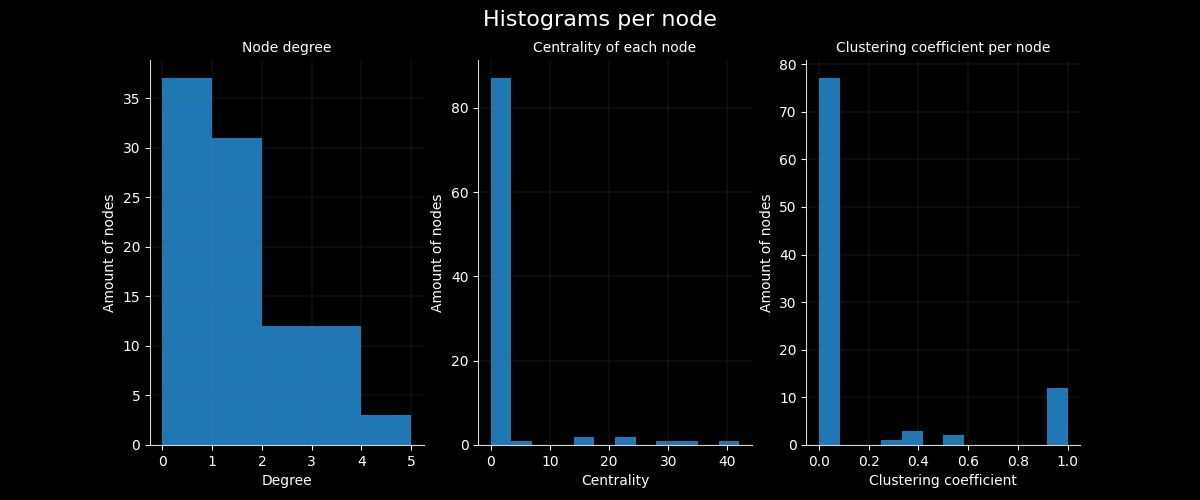 Histograms per node
Node degree
Amount of nodes
35
30
25
20
15
10
5
0
0 1 2 3 4 5
Degree
Centrality of each node
Amount of nodes
80
60
40
20
0
0 10 20 30 40
Centrality
Clustering coefficient per node
Amount of nodes
80
70
60
50
40
30
20
10
0
0.0 0.2 0.4 0.6 0.8 1.0
Clustering coefficient